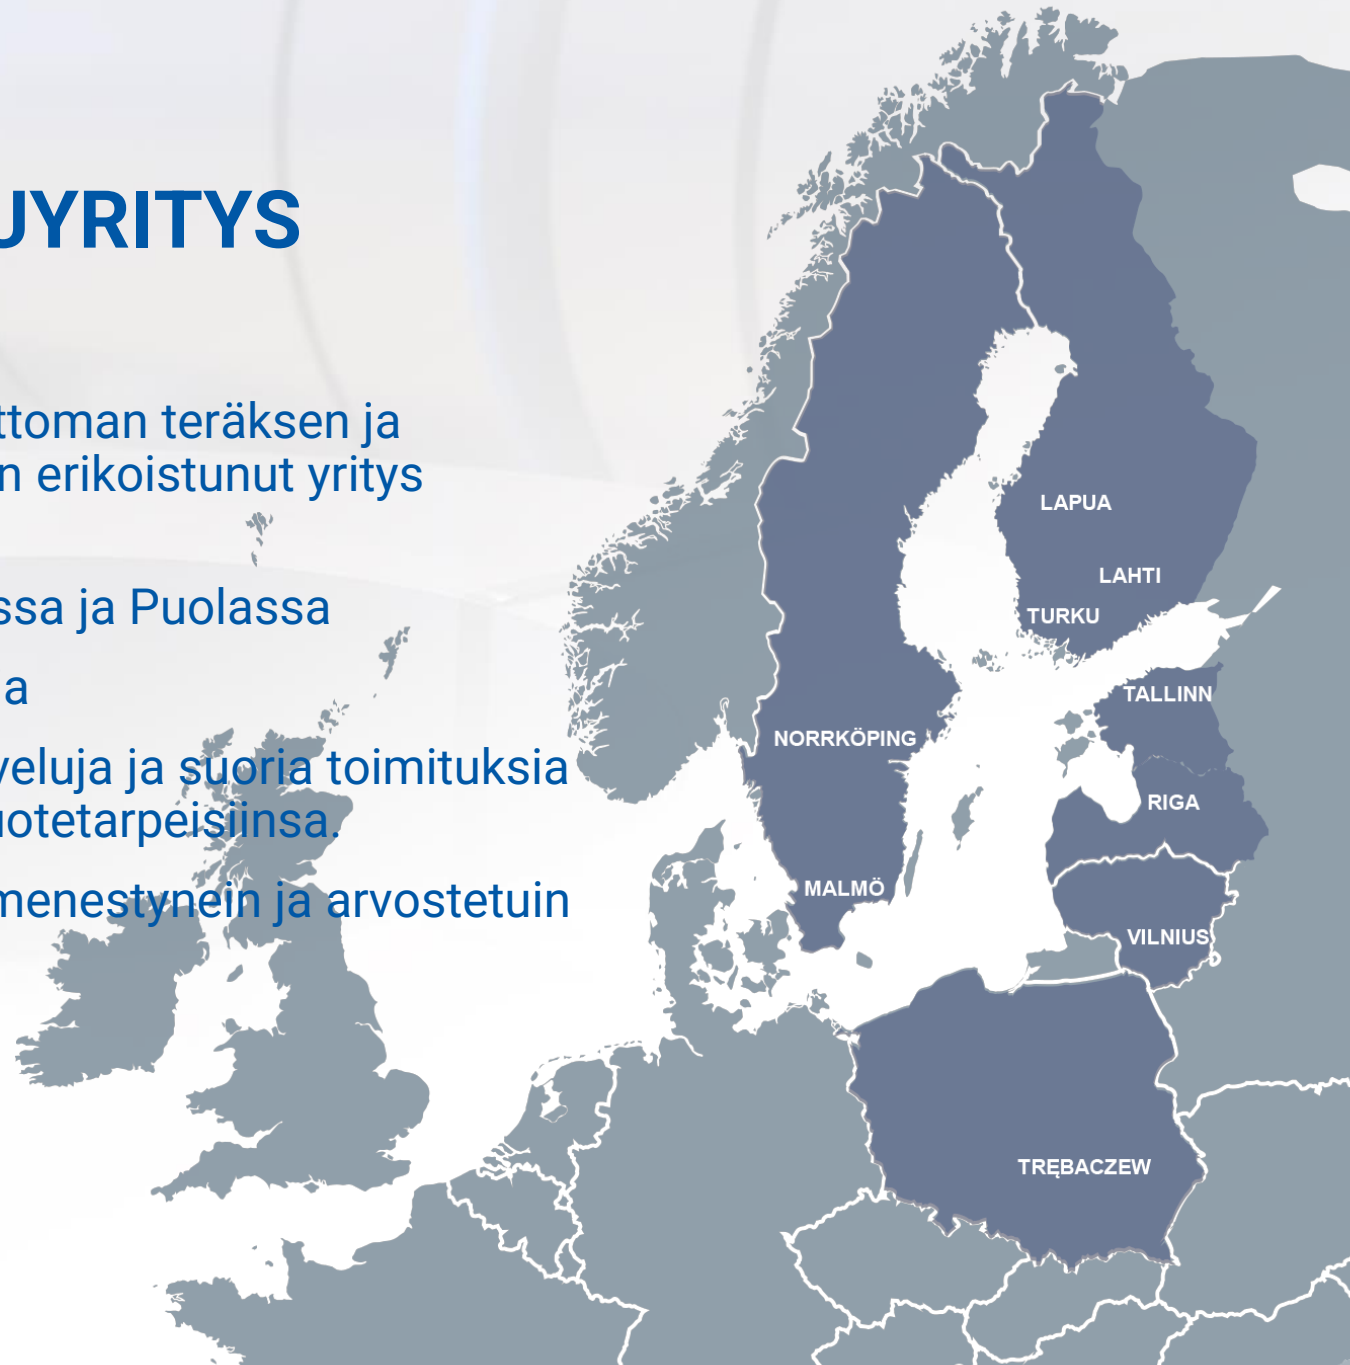 UYRITYS
ttoman teräksen ja
n erikoistunut yritys
ssa ja Puolassa
a
veluja ja suoria toimituksia
uotetarpeisiinsa.
menestynein ja arvostetuin
LAPUA
LAHTI
TURKU
TALLINN
NORRKÖPING
RIGA
MALMÖ
VILNIUS
TRĘBACZEW